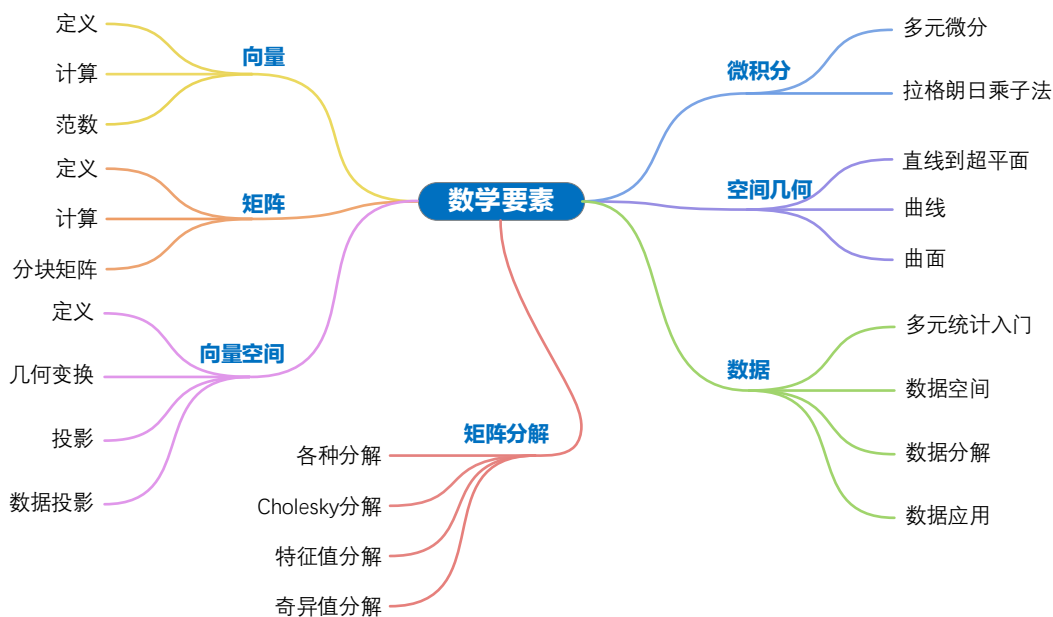 数学要素
向量
定义
计算
范数
矩阵
定义
计算
分块矩阵
向量空间
定义
几何变换
投影
数据投影
矩阵分解
各种分解
Cholesky分解
特征值分解
奇异值分解
微积分
多元微分
拉格朗日乘子法
空间几何
直线到超平面
曲线
曲面
数据
多元统计入门
数据空间
数据分解
数据应用